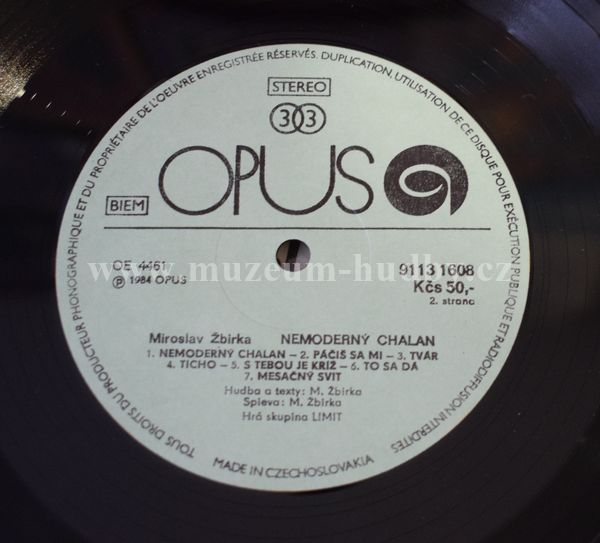 TOUS DROITS DU PRODUCTEUR PHONOGRAPHIQUE ET DU PROPRIÉTAIRE DE L'OEUVRE ENREGISTRÉE RÉSERVÉS. DUPLICATION, UTILISATION DE CE DISQUE POUR EXÉCUTION PUBLIQUE ET RADIODIFFUSION INTERDITES
STEREO
33
OPUS
BIEM
www.muzeum-hudby.cz
OE 4461
9113 1608
Ⓟ 1984 OPUS
Kčs 50,-
2. strana
Miroslav Žbirka NEMODERNÝ CHALAN
1. NEMODERNÝ CHALAN – 2. PÁČIŠ SA MI – 3. TVÁR
4. TICHO – 5. S TEBOU JE KRÍŽ – 6. TO SA DÁ
7. MESAČNÝ SVIT
Hudba a texty: M. Žbirka
Spieva: M. Žbirka
Hrá skupina LIMIT
MADE IN CZECHOSLOVAKIA